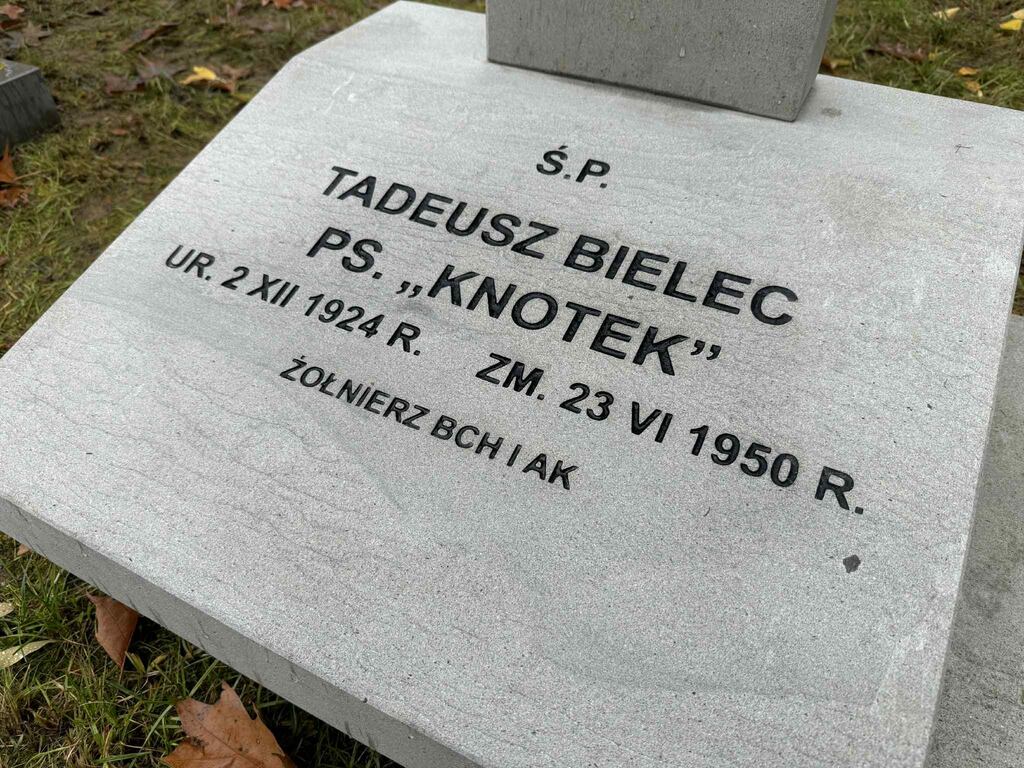 Ś.P.
TADEUSZ BIELEC
PS. „KNOTEK”
UR. 2 XII 1924 R. ZM. 23 VI 1950 R.
ŻOŁNIERZ BCH I AK